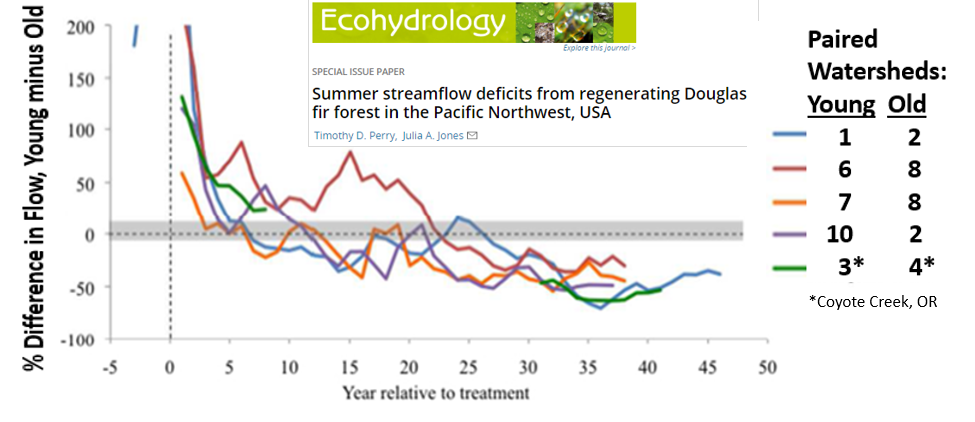 Ecohydrology
Explore this journal >
SPECIAL ISSUE PAPER
Summer streamflow deficits from regenerating Douglas
fir forest in the Pacific Northwest, USA
Timothy D. Perry, Julia A. Jones
% Difference in Flow, Young minus Old
200
150
100
50
0
-50
-100
-5 0 5 10 15 20 25 30 35 40 45 50
Year relative to treatment
Paired
Watersheds:
Young Old
1 2
6 8
7 8
10 2
3* 4*
*Coyote Creek, OR